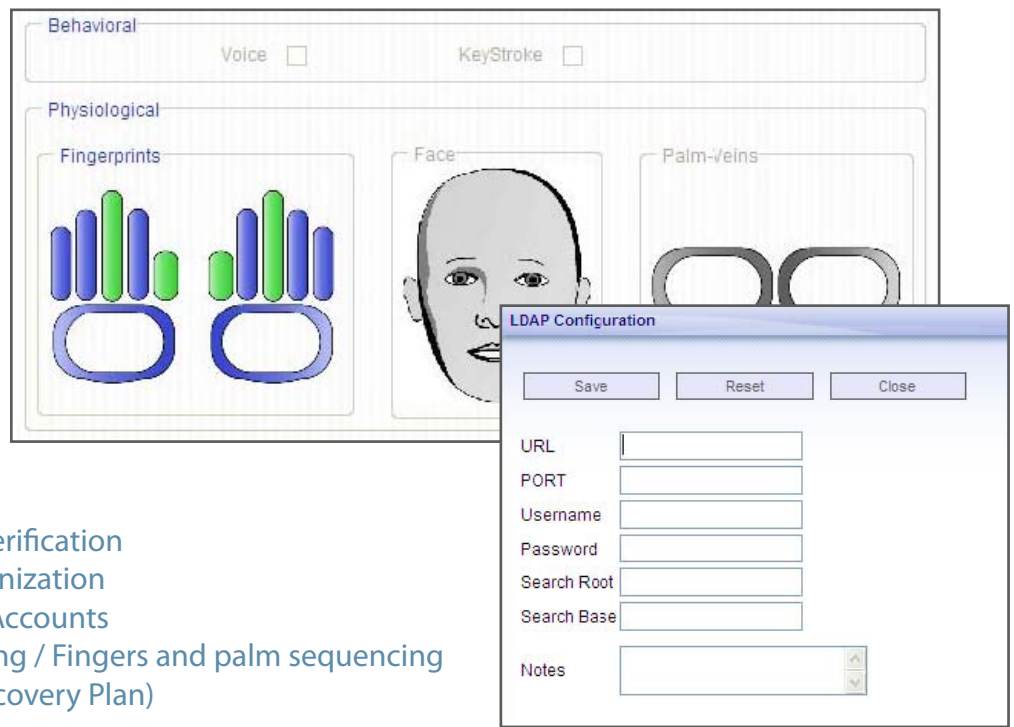 Behavioral
Voice KeyStroke
Physiological
Fingerprints Face Palm-Veins
LDAP Configuration
Save Reset Close
URL
PORT
Username
Password
Search Root
Search Base
Notes
erification
nization
Accounts
ng / Fingers and palm sequencing
covery Plan)